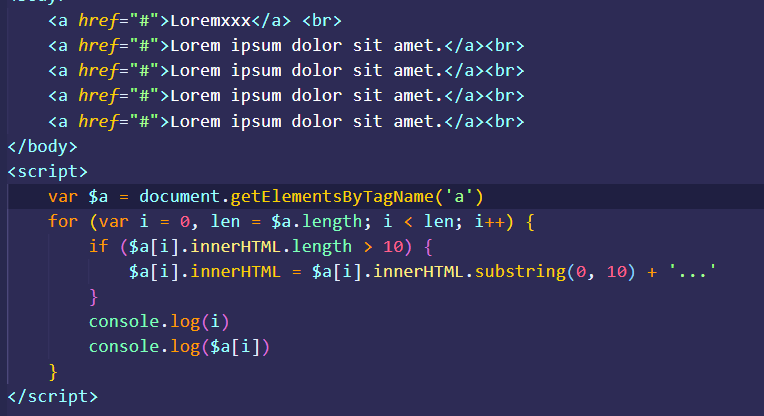 <a href="#">Loremxxx</a> <br>
<a href="#">Lorem ipsum dolor sit amet.</a><br>
<a href="#">Lorem ipsum dolor sit amet.</a><br>
<a href="#">Lorem ipsum dolor sit amet.</a><br>
<a href="#">Lorem ipsum dolor sit amet.</a><br>
</body>
<script>
var $a = document.getElementsByTagName('a')
for (var i = 0, len = $a.length; i < len; i++) {
if ($a[i].innerHTML.length > 10) {
$a[i].innerHTML = $a[i].innerHTML.substring(0, 10) + '...'
}
console.log(i)
console.log($a[i])
}
</script>